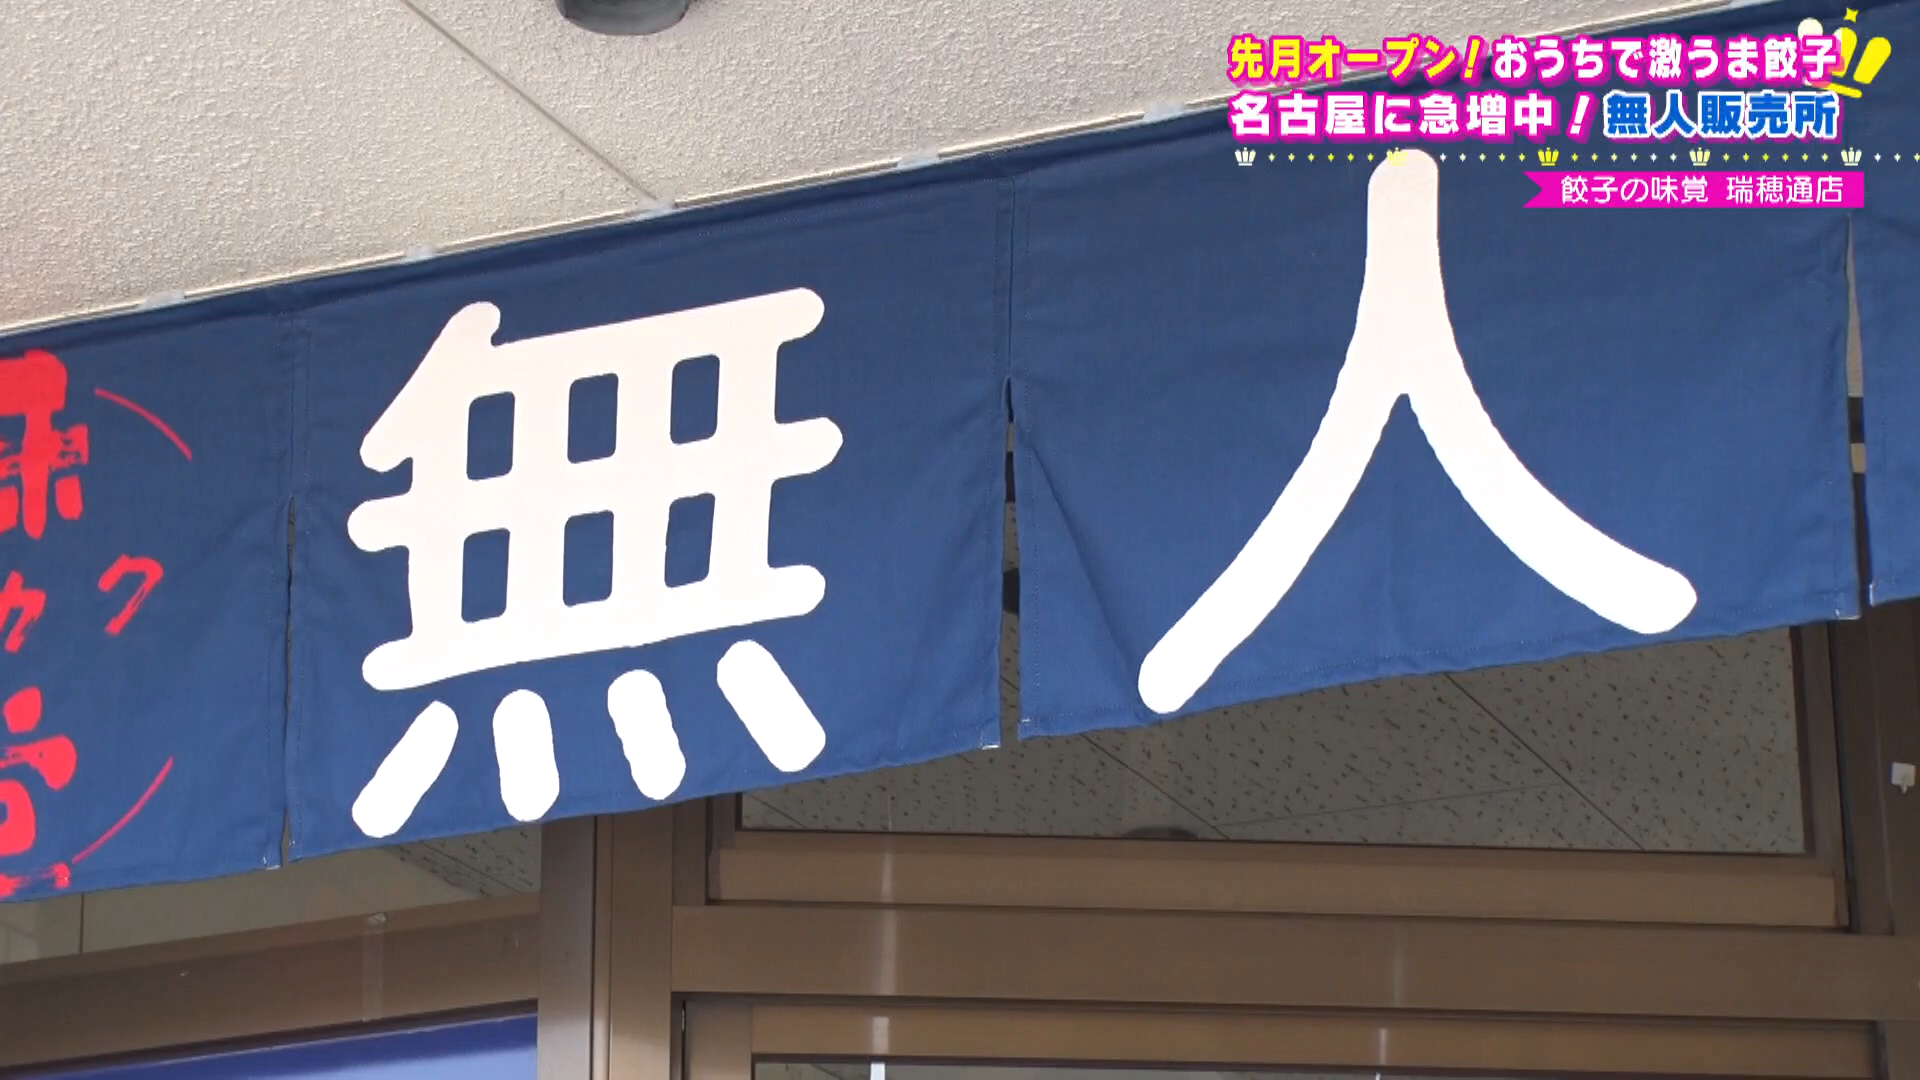 先月オープン!おうちで激うま餃子
名古屋に急増中!無人販売所
餃子の味覚 瑞穂通店
無人
カク